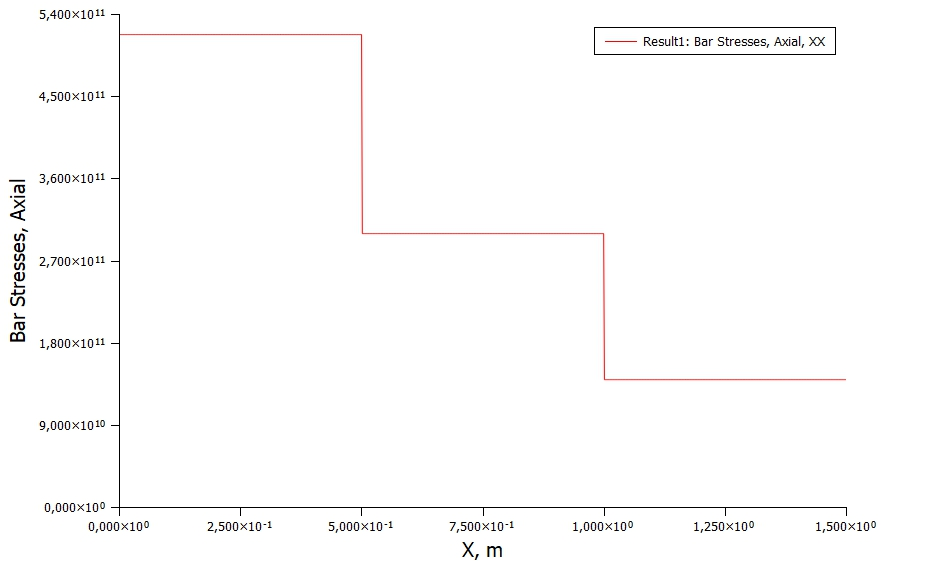 5,400×10¹¹
Result1: Bar Stresses, Axial, XX
4,500×10¹¹
3,600×10¹¹
2,700×10¹¹
1,800×10¹¹
9,000×10¹⁰
0,000×10⁰
Bar Stresses, Axial
0,000×10⁰ 2,500×10⁻¹ 5,000×10⁻¹ 7,500×10⁻¹ 1,000×10⁰ 1,250×10⁰ 1,500×10⁰
X, m